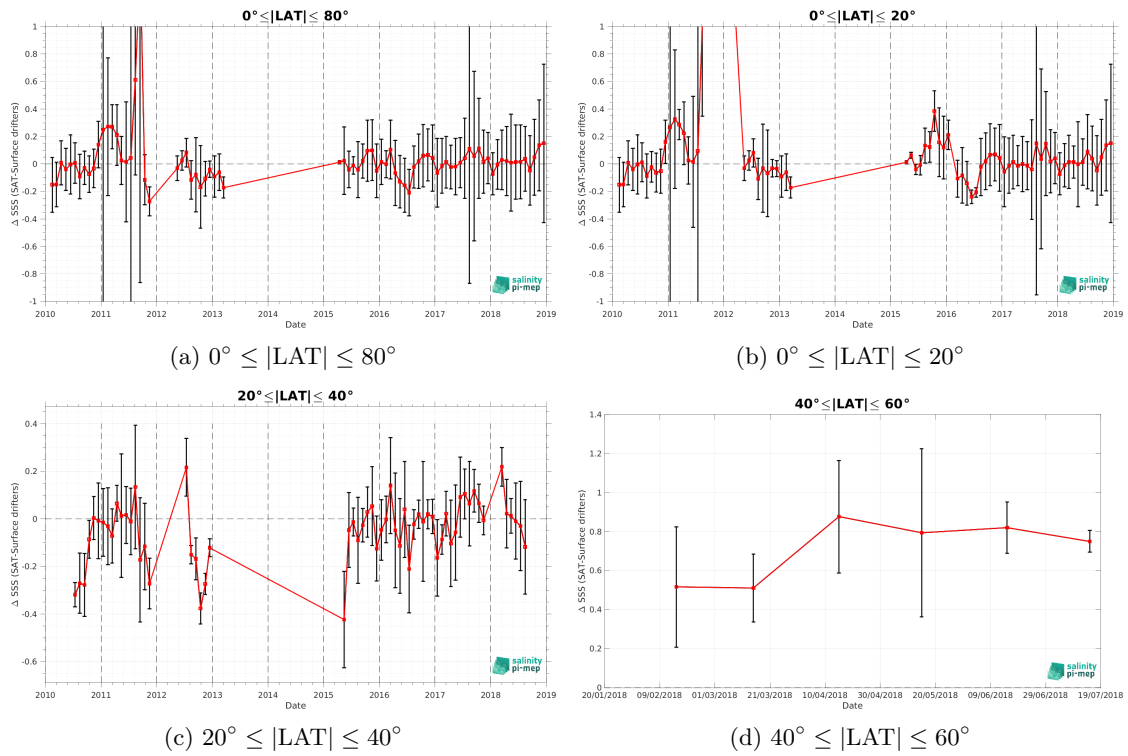 0°≤|LAT|≤ 80°
1
0.8
0.6
0.4
0.2
0
-0.2
-0.4
-0.6
-0.8
-1
Δ SSS (SAT-Surface drifters)
2010 2011 2012 2013 2014 2015 2016 2017 2018 2019
Date
salinity
pi-mep
(a) 0° ≤ |LAT| ≤ 80°
0°≤|LAT|≤ 20°
1
0.8
0.6
0.4
0.2
0
-0.2
-0.4
-0.6
-0.8
-1
Δ SSS (SAT-Surface drifters)
2010 2011 2012 2013 2014 2015 2016 2017 2018 2019
Date
salinity
pi-mep
(b) 0° ≤ |LAT| ≤ 20°
20°≤|LAT|≤ 40°
0.4
0.2
0
-0.2
-0.4
-0.6
Δ SSS (SAT-Surface drifters)
2010 2011 2012 2013 2014 2015 2016 2017 2018 2019
Date
salinity
pi-mep
(c) 20° ≤ |LAT| ≤ 40°
40°≤|LAT|≤ 60°
1.4
1.2
1
0.8
0.6
0.4
0.2
0
Δ SSS (SAT-Surface drifters)
20/01/2018 09/02/2018 01/03/2018 21/03/2018 10/04/2018 30/04/2018 20/05/2018 09/06/2018 29/06/2018 19/07/2018
Date
salinity
pi-mep
(d) 40° ≤ |LAT| ≤ 60°